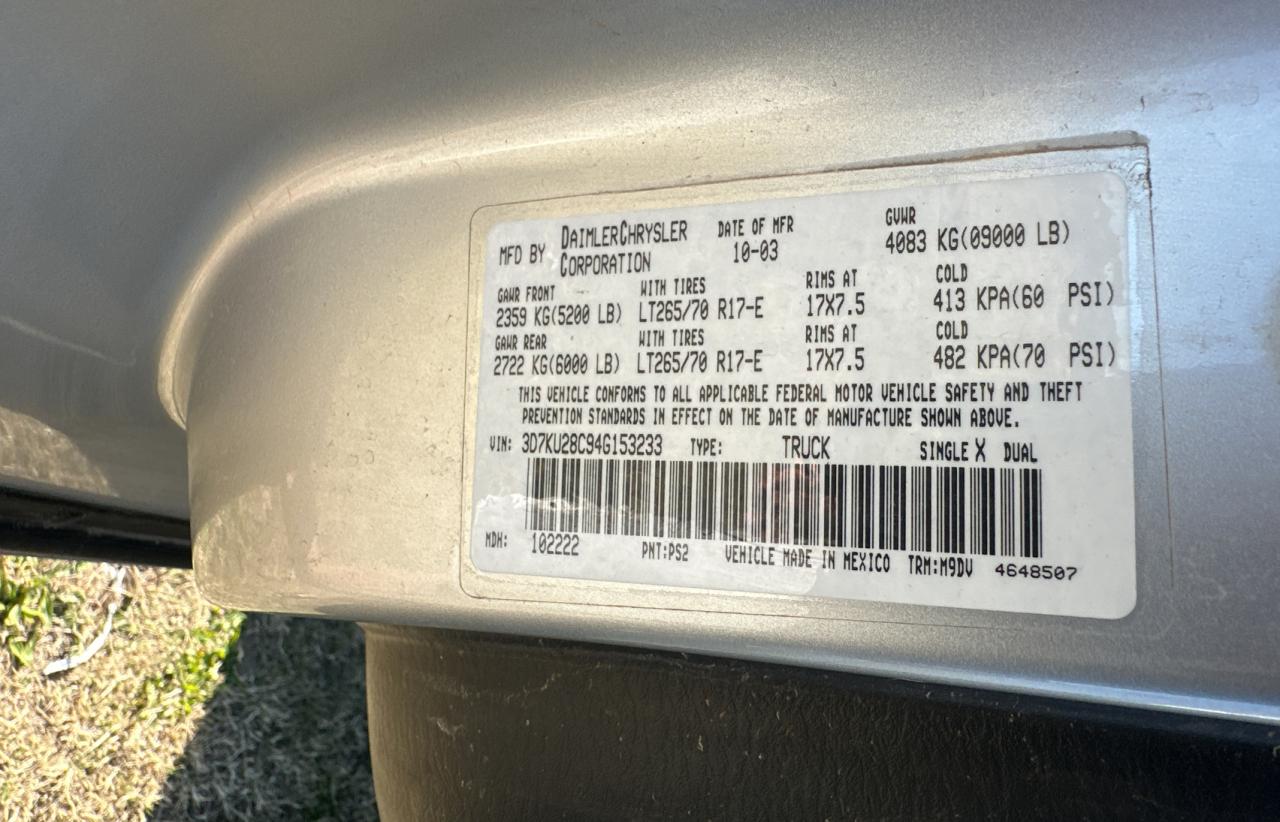 MFD BY DAIMLERCHRYSLER CORPORATION DATE OF MFR 10-03 GVWR 4083 KG(09000 LB)
GAWR FRONT WITH TIRES RIMS AT COLD
2359 KG(5200 LB) LT265/70 R17-E 17X7.5 413 KPA(60 PSI)
GAWR REAR WITH TIRES RIMS AT COLD
2722 KG(6000 LB) LT265/70 R17-E 17X7.5 482 KPA(70 PSI)
THIS VEHICLE CONFORMS TO ALL APPLICABLE FEDERAL MOTOR VEHICLE SAFETY AND THEFT
PREVENTION STANDARDS IN EFFECT ON THE DATE OF MANUFACTURE SHOWN ABOVE.
VIN: 3D7KU28C94G153233 TYPE: TRUCK SINGLE X DUAL
MDH: 102222 PNT:PS2 VEHICLE MADE IN MEXICO TRM:M9DV 4648507